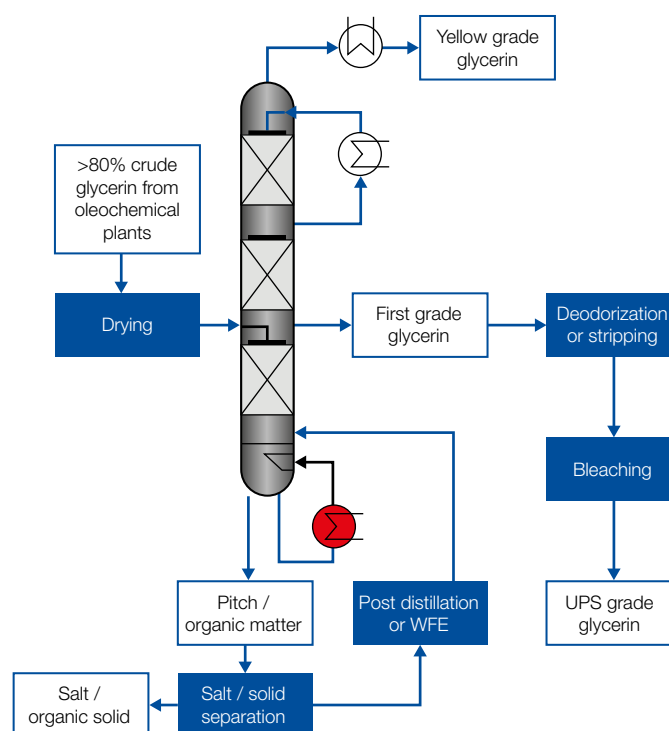 Yellow grade
glycerin
>80% crude
glycerin from
oleochemical
plants
Drying
First grade
glycerin
Deodorization
or stripping
Bleaching
Pitch /
organic matter
Post distillation
or WFE
UPS grade
glycerin
Salt /
organic solid
Salt / solid
separation